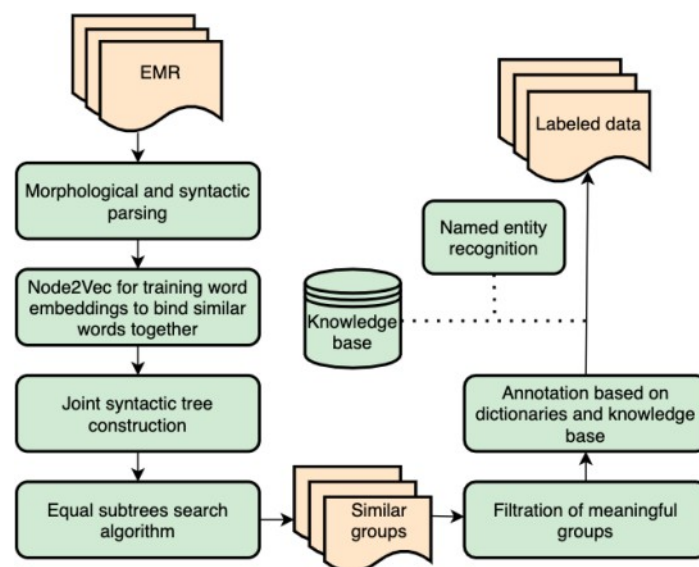 EMR
Morphological and syntactic
parsing
Node2Vec for training word
embeddings to bind similar
words together
Joint syntactic tree
construction
Equal subtrees search
algorithm
Similar
groups
Filtration of meaningful
groups
Annotation based on
dictionaries and knowledge
base
Knowledge
base
Named entity
recognition
Labeled data